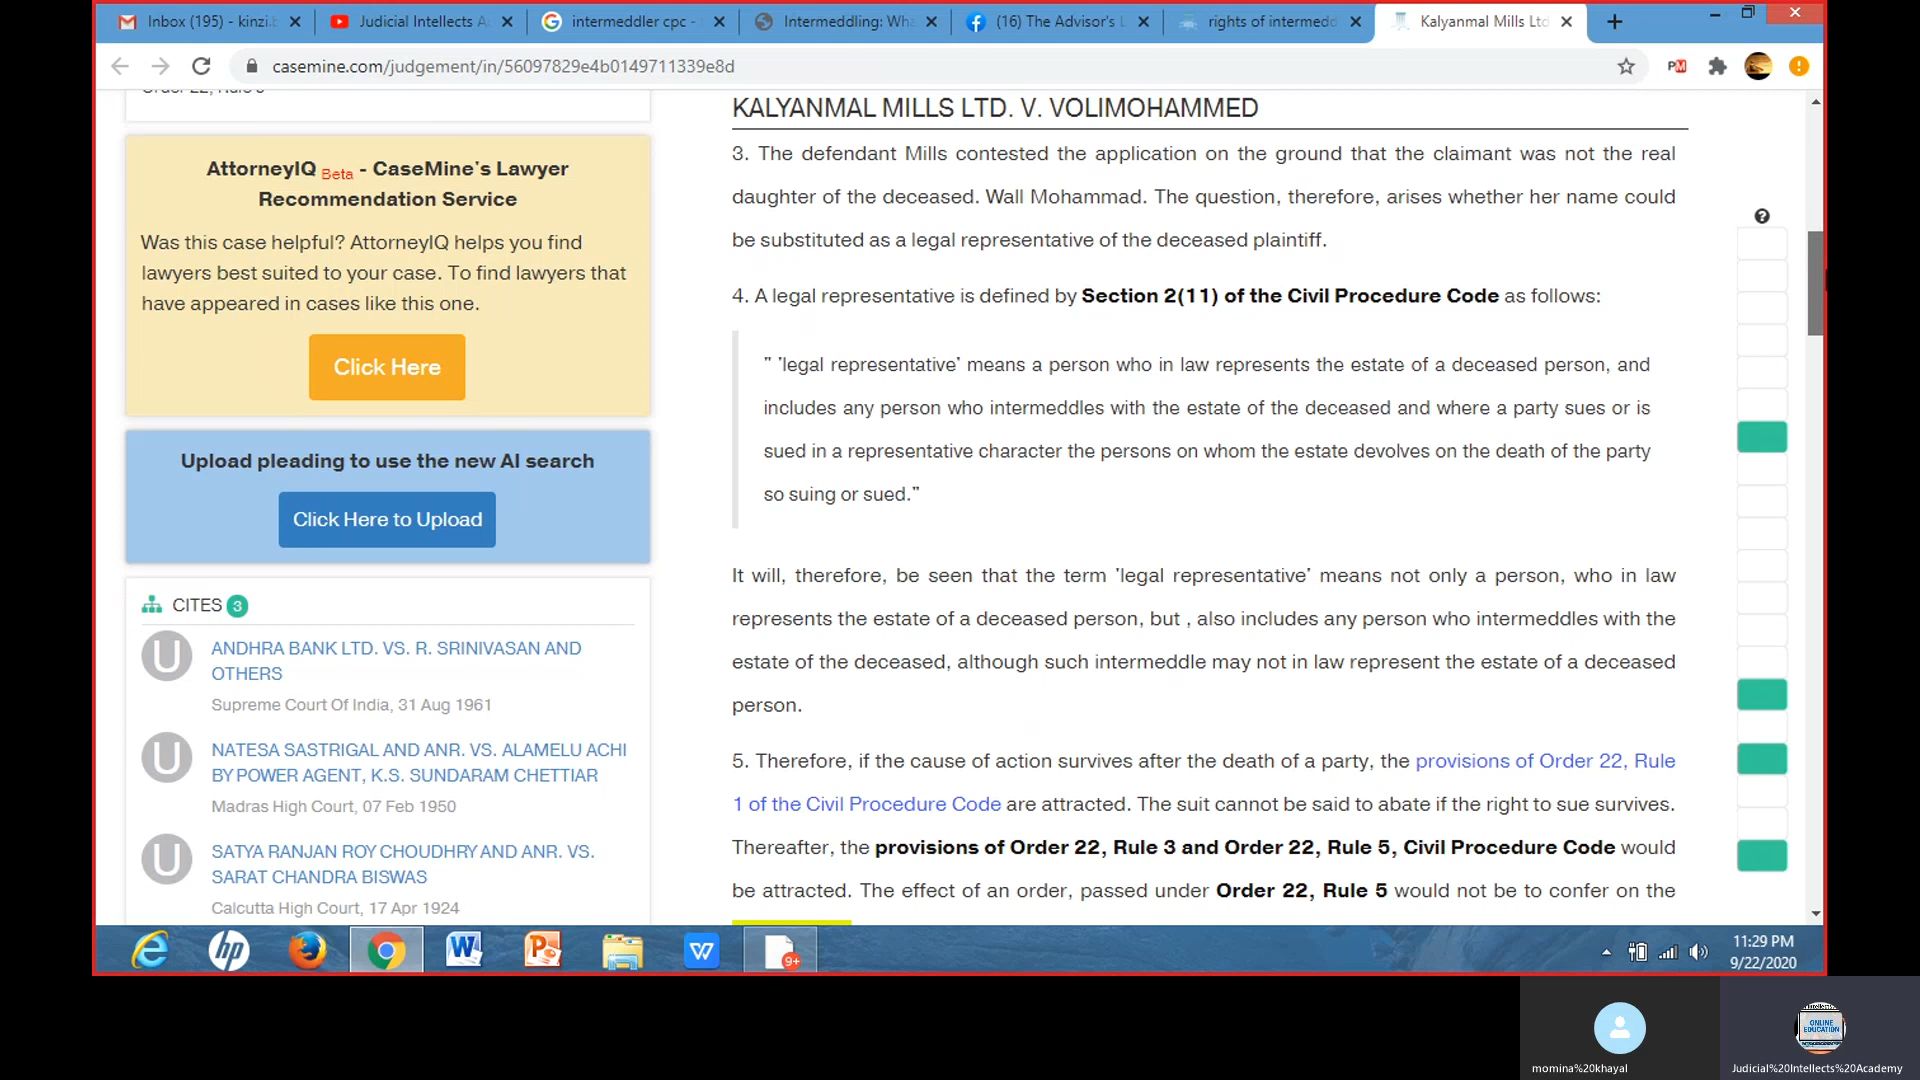 Inbox (195) - kinzi.b
Judicial Intellects A
intermeddler cpc -
Intermeddling: Wha
(16) The Advisor's L
rights of intermedd
Kalyanmal Mills Ltd
casemine.com/judgement/in/56097829e4b0149711339e8d
AttorneyIQ Beta - CaseMine's Lawyer
Recommendation Service
Was this case helpful? AttorneyIQ helps you find
lawyers best suited to your case. To find lawyers that
have appeared in cases like this one.
Click Here
Upload pleading to use the new AI search
Click Here to Upload
CITES 3
U
ANDHRA BANK LTD. VS. R. SRINIVASAN AND
OTHERS
Supreme Court Of India, 31 Aug 1961
U
NATESA SASTRIGAL AND ANR. VS. ALAMELU ACHI
BY POWER AGENT, K.S. SUNDARAM CHETTIAR
Madras High Court, 07 Feb 1950
U
SATYA RANJAN ROY CHOUDHRY AND ANR. VS.
SARAT CHANDRA BISWAS
Calcutta High Court, 17 Apr 1924
KALYANMAL MILLS LTD. V. VOLIMOHAMMED
3. The defendant Mills contested the application on the ground that the claimant was not the real
daughter of the deceased. Wall Mohammad. The question, therefore, arises whether her name could
be substituted as a legal representative of the deceased plaintiff.
4. A legal representative is defined by Section 2(11) of the Civil Procedure Code as follows:
" 'legal representative' means a person who in law represents the estate of a deceased person, and
includes any person who intermeddles with the estate of the deceased and where a party sues or is
sued in a representative character the persons on whom the estate devolves on the death of the party
so suing or sued."
It will, therefore, be seen that the term 'legal representative' means not only a person, who in law
represents the estate of a deceased person, but , also includes any person who intermeddles with the
estate of the deceased, although such intermeddle may not in law represent the estate of a deceased
person.
5. Therefore, if the cause of action survives after the death of a party, the provisions of Order 22, Rule
1 of the Civil Procedure Code are attracted. The suit cannot be said to abate if the right to sue survives.
Thereafter, the provisions of Order 22, Rule 3 and Order 22, Rule 5, Civil Procedure Code would
be attracted. The effect of an order, passed under Order 22, Rule 5 would not be to confer on the
9+
11:29 PM
9/22/2020
ONLINE
EDUCATION
momina%20khayal
Judicial%20Intellects%20Academy